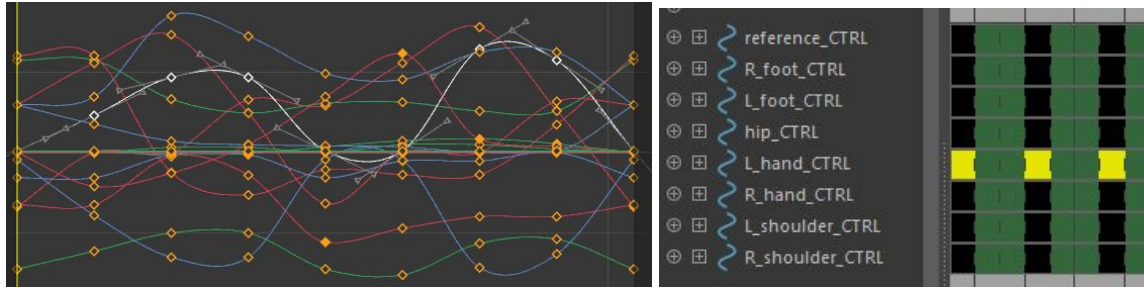 reference_CTRL
R_foot_CTRL
L_foot_CTRL
hip_CTRL
L_hand_CTRL
R_hand_CTRL
L_shoulder_CTRL
R_shoulder_CTRL